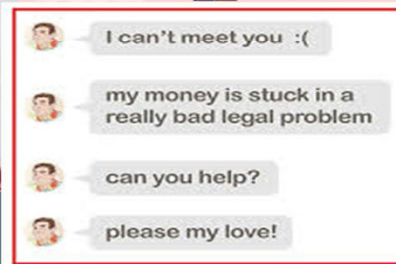 I can't meet you :(
my money is stuck in a
really bad legal problem
can you help?
please my love!